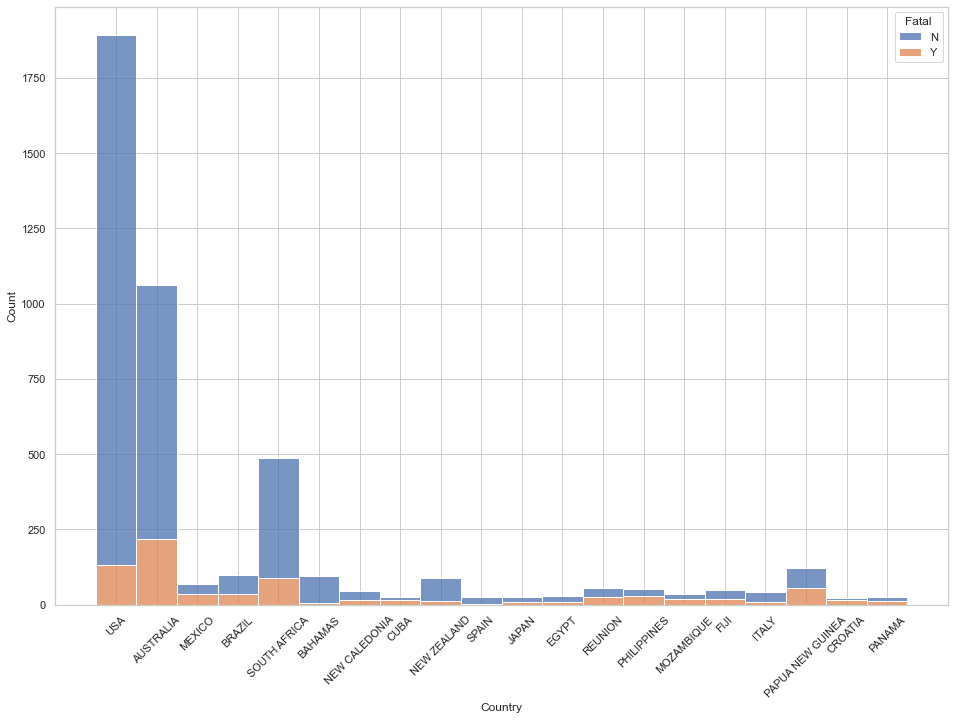 Fatal
N
Y
1750
1500
1250
1000
750
500
250
0
Count
USA
AUSTRALIA
MEXICO
BRAZIL
SOUTH AFRICA
BAHAMAS
NEW CALEDONIA
CUBA
NEW ZEALAND
SPAIN
JAPAN
EGYPT
REUNION
PHILIPPINES
MOZAMBIQUE
FIJI
ITALY
PAPUA NEW GUINEA
CROATIA
PANAMA
Country